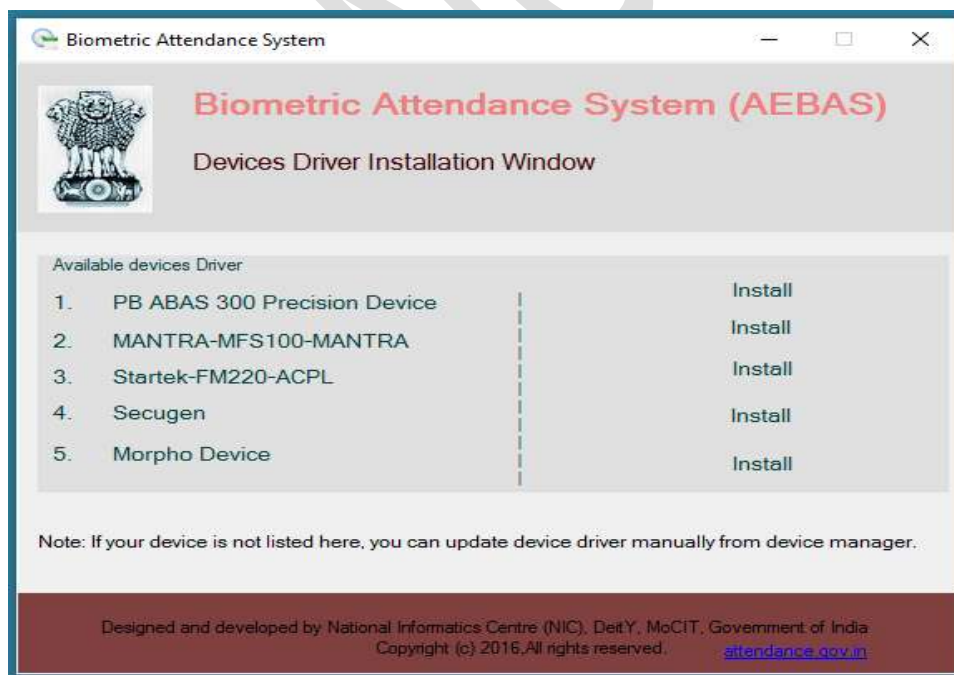 Biometric Attendance System
Biometric Attendance System (AEBAS)
Devices Driver Installation Window
Available devices Driver
1. PB ABAS 300 Precision Device Install
2. MANTRA-MFS100-MANTRA Install
3. Startek-FM220-ACPL Install
4. Secugen Install
5. Morpho Device Install
Note: If your device is not listed here, you can update device driver manually from device manager.
Designed and developed by National Informatics Centre (NIC), DeitY, MoCIT, Government of India
Copyright (c) 2016,All rights reserved. attendance.gov.in